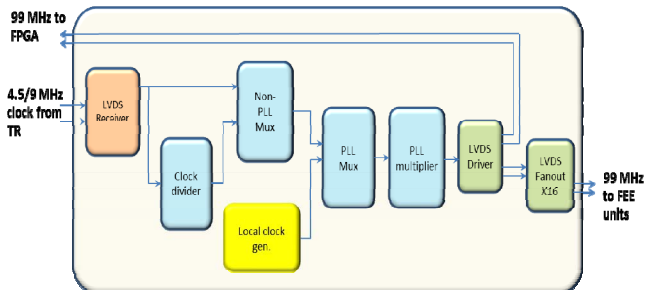 99 MHz to
FPGA
4.5/9 MHz
clock from
TR
LVDS
Receiver
Clock
divider
Non-
PLL
Mux
Local clock
gen.
PLL
Mux
PLL
multiplier
LVDS
Driver
LVDS
Fanout
X16
99 MHz
to FEE
units